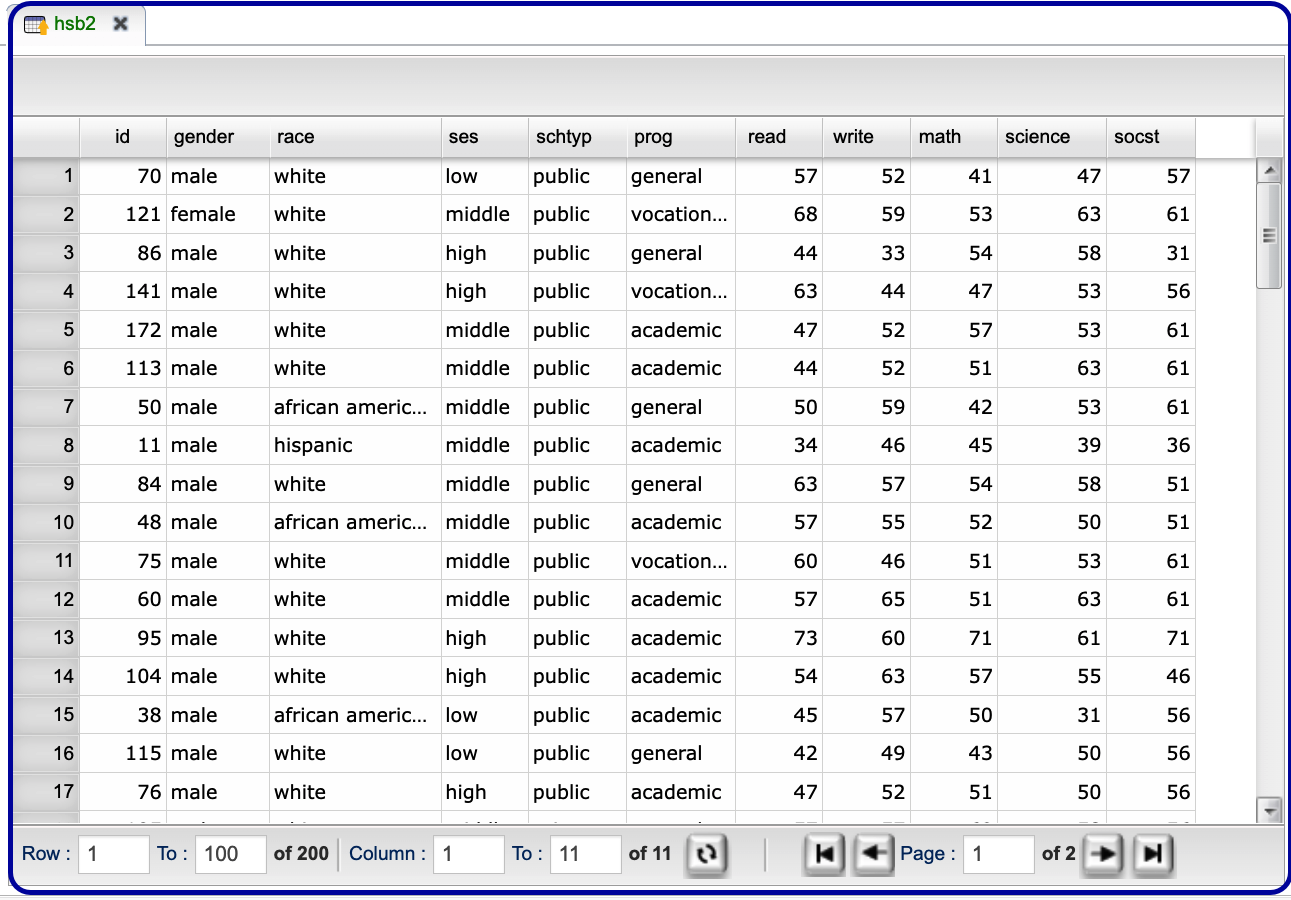 hsb2
id gender race ses schtyp prog read write math science socst
1 70 male white low public general 57 52 41 47 57
2 121 female white middle public vocation... 68 59 53 63 61
3 86 male white high public general 44 33 54 58 31
4 141 male white high public vocation... 63 44 47 53 56
5 172 male white middle public academic 47 52 57 53 61
6 113 male white middle public academic 44 52 51 63 61
7 50 male african americ... middle public general 50 59 42 53 61
8 11 male hispanic middle public academic 34 46 45 39 36
9 84 male white middle public general 63 57 54 58 51
10 48 male african americ... middle public academic 57 55 52 50 51
11 75 male white middle public vocation... 60 46 51 53 61
12 60 male white middle public academic 57 65 51 63 61
13 95 male white high public academic 73 60 71 61 71
14 104 male white high public academic 54 63 57 55 46
15 38 male african americ... low public academic 45 57 50 31 56
16 115 male white low public general 42 49 43 50 56
17 76 male white high public academic 47 52 51 50 56
Row : 1 To : 100 of 200 Column : 1 To : 11 of 11 Page : 1 of 2